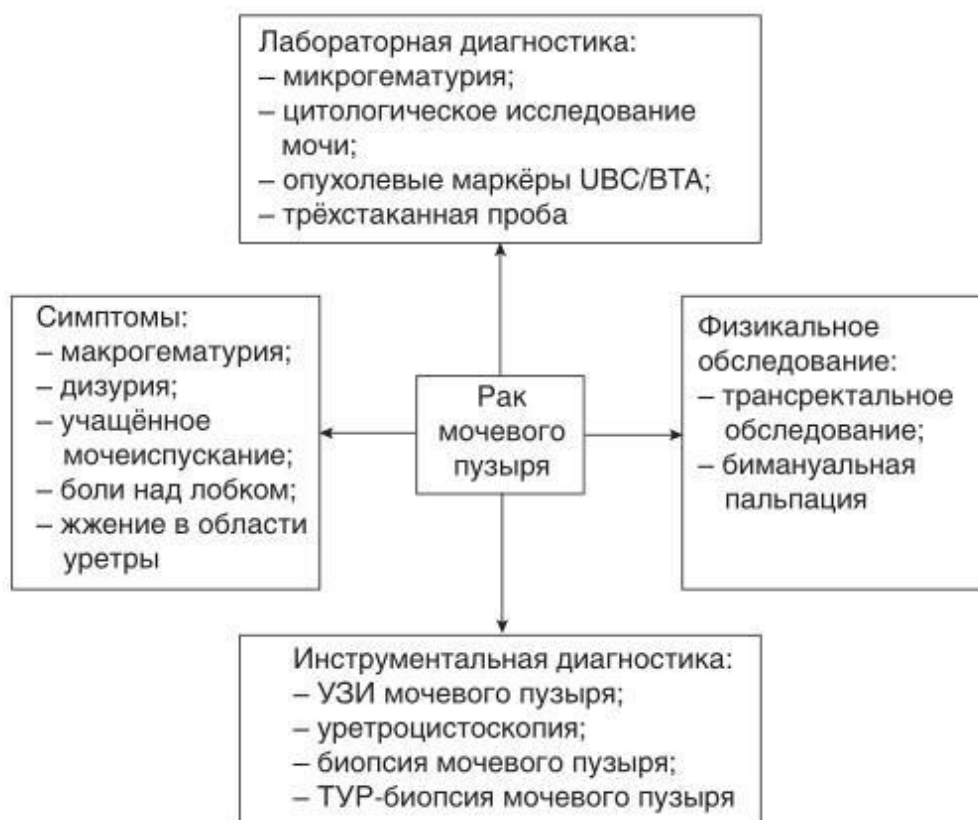 Лабораторная диагностика:
– микрогематурия;
– цитологическое исследование
мочи;
– опухолевые маркёры UBC/BTA;
– трёхстаканная проба
Симптомы:
– макрогематурия;
– дизурия;
– учащённое
мочеиспускание;
– боли над лобком;
– жжение в области
уретры
Рак
мочевого
пузыря
Физикальное
обследование:
– трансректальное
обследование;
– бимануальная
пальпация
Инструментальная диагностика:
– УЗИ мочевого пузыря;
– уретроцистоскопия;
– биопсия мочевого пузыря;
– ТУР-биопсия мочевого пузыря